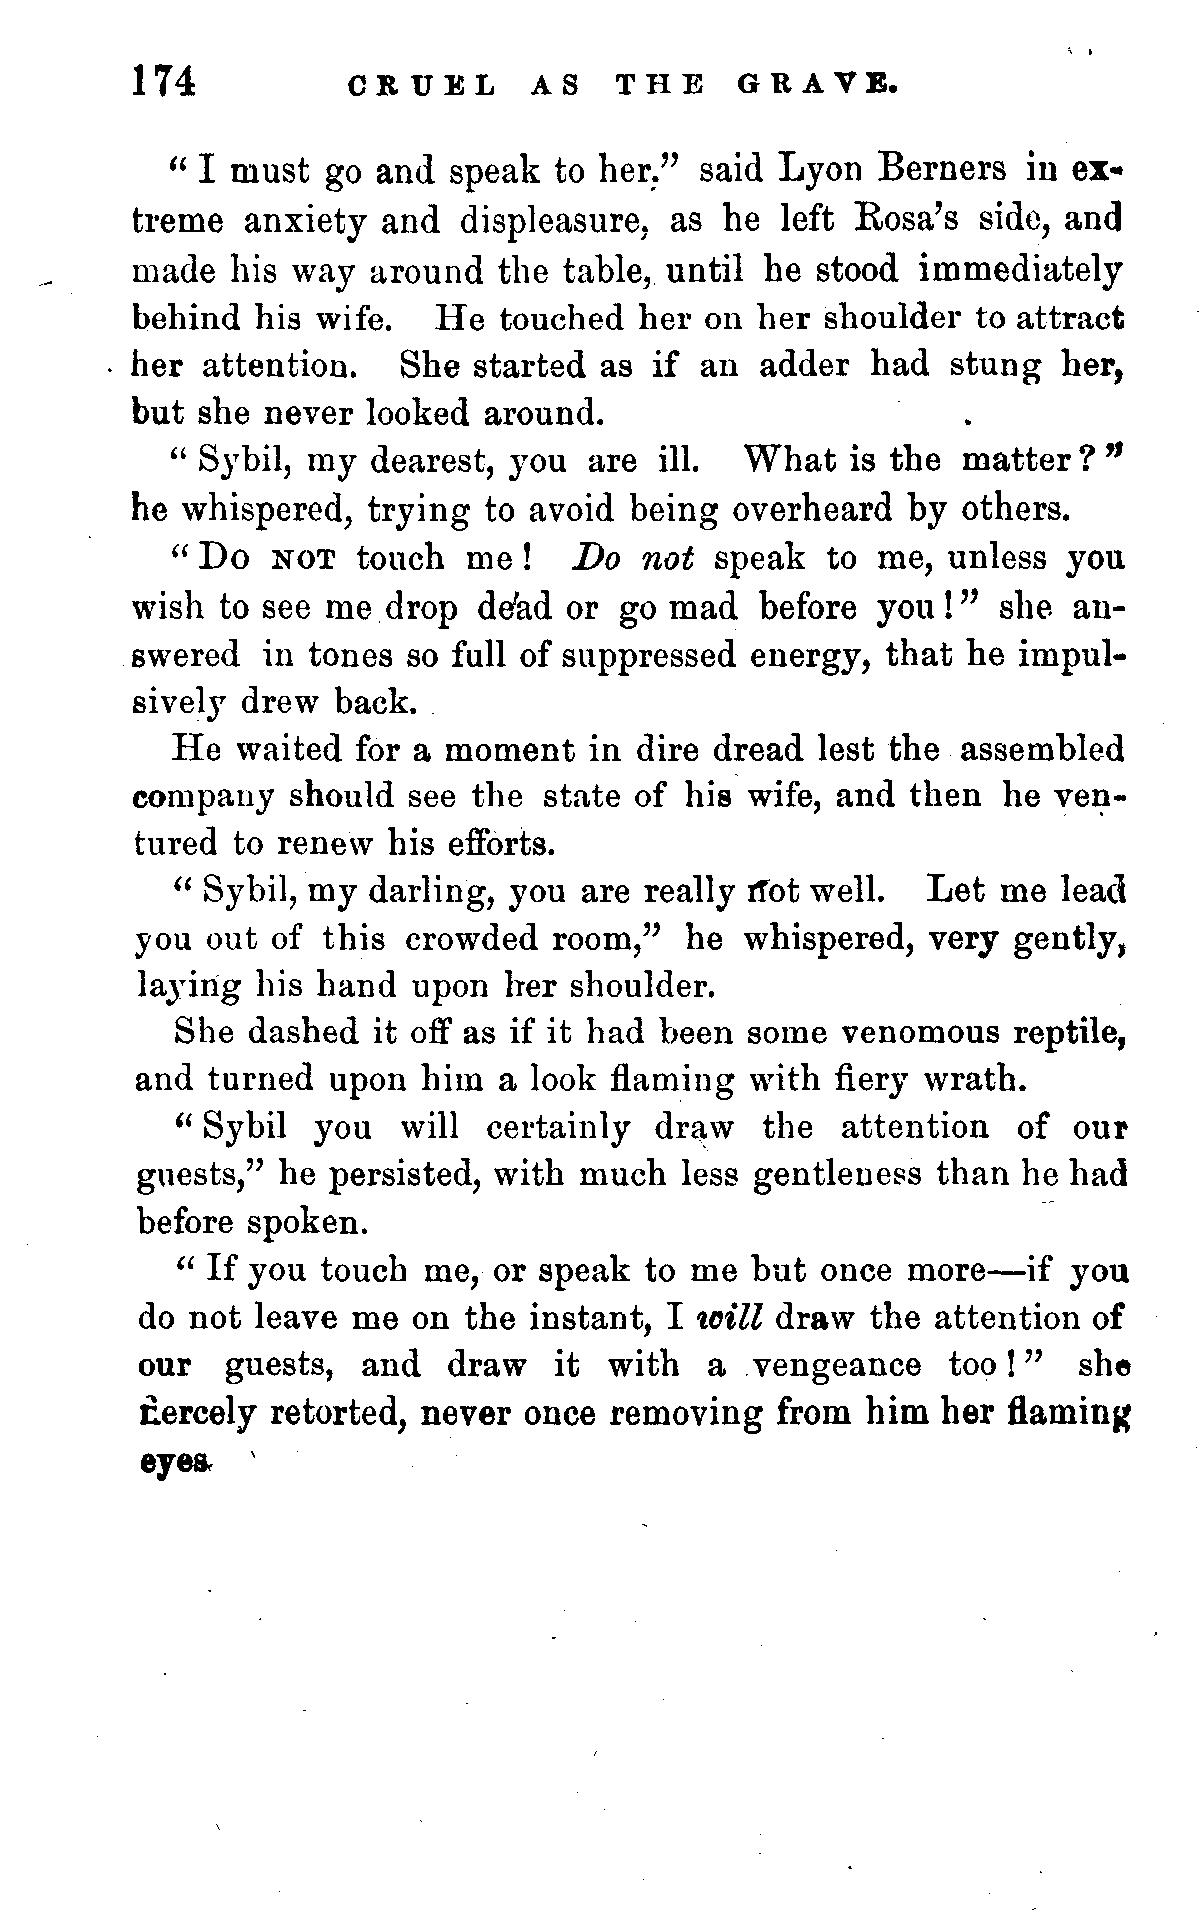 174 CRUEL AS THE GRAVE.
“ I must go and speak to her.” said Lyon Berners in ex-
treme anxiety and displeasure, as he left Rosa’s side, and
made his way around the table, until he stood immediately
behind his wife. He touched her on her shoulder to attract
her attention. She started as if an adder had stung her,
but she never looked around.
“ Sybil, my dearest, you are ill. What is the matter ? ”
he whispered, trying to avoid being overheard by others.
“ Do NOT touch me ! Do not speak to me, unless you
wish to see me drop dead or go mad before you ! ” she an-
swered in tones so full of suppressed energy, that he impul-
sively drew back.
He waited for a moment in dire dread lest the assembled
company should see the state of his wife, and then he ven-
tured to renew his efforts.
“ Sybil, my darling, you are really not well. Let me lead
you out of this crowded room,” he whispered, very gently,
laying his hand upon her shoulder.
She dashed it off as if it had been some venomous reptile,
and turned upon him a look flaming with fiery wrath.
“ Sybil you will certainly draw the attention of our
guests,” he persisted, with much less gentleness than he had
before spoken.
“ If you touch me, or speak to me but once more—if you
do not leave me on the instant, I will draw the attention of
our guests, and draw it with a vengeance too ! ” she
fiercely retorted, never once removing from him her flaming
eyes.